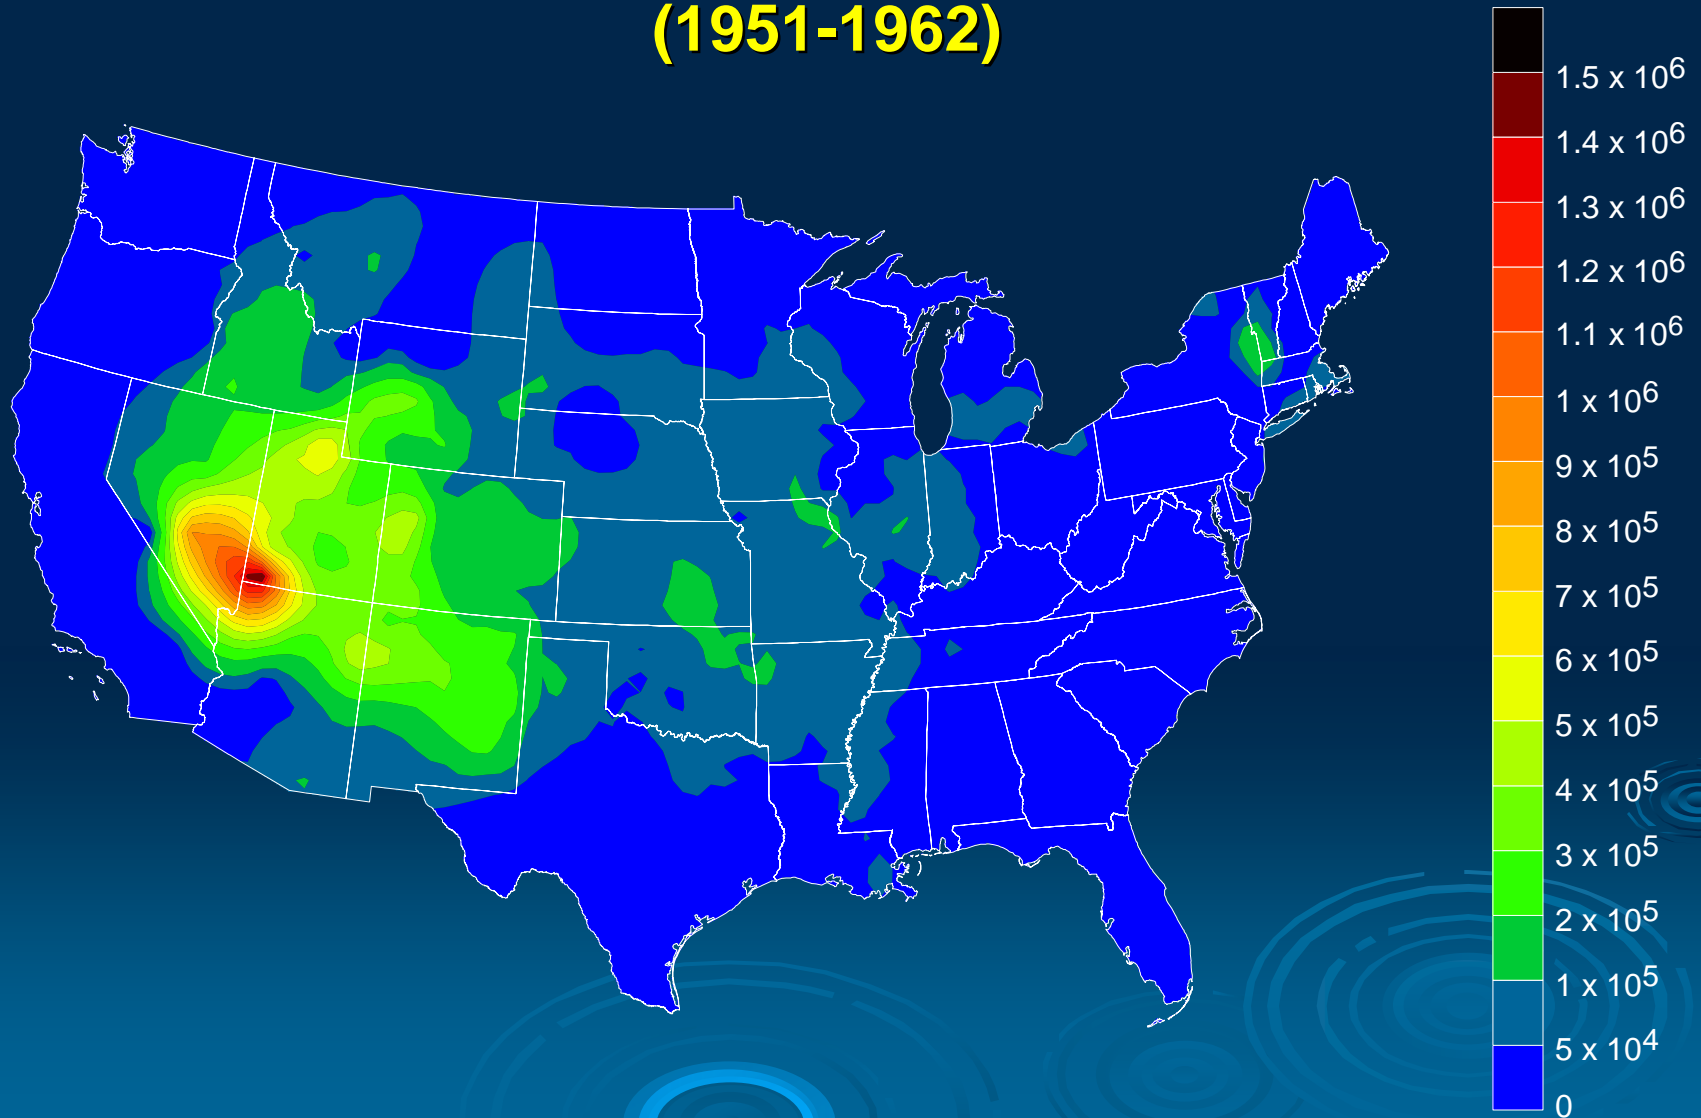 (1951-1962)
1.5 x 10⁶
1.4 x 10⁶
1.3 x 10⁶
1.2 x 10⁶
1.1 x 10⁶
1 x 10⁶
9 x 10⁵
8 x 10⁵
7 x 10⁵
6 x 10⁵
5 x 10⁵
4 x 10⁵
3 x 10⁵
2 x 10⁵
1 x 10⁵
5 x 10⁴
0